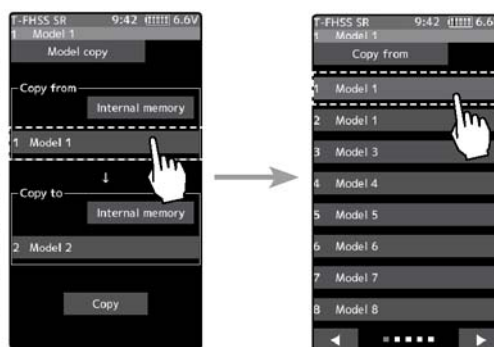 T-FHSS SR 9:42 6.6V
1 Model 1
Model copy
Copy from
Internal memory
1 Model 1
↓
Copy to
Internal memory
2 Model 2
Copy
T-FHSS SR 9:42 6.6
1 Model 1
Copy from
1 Model 1
2 Model 1
3 Model 3
4 Model 4
5 Model 5
6 Model 6
7 Model 7
8 Model 8